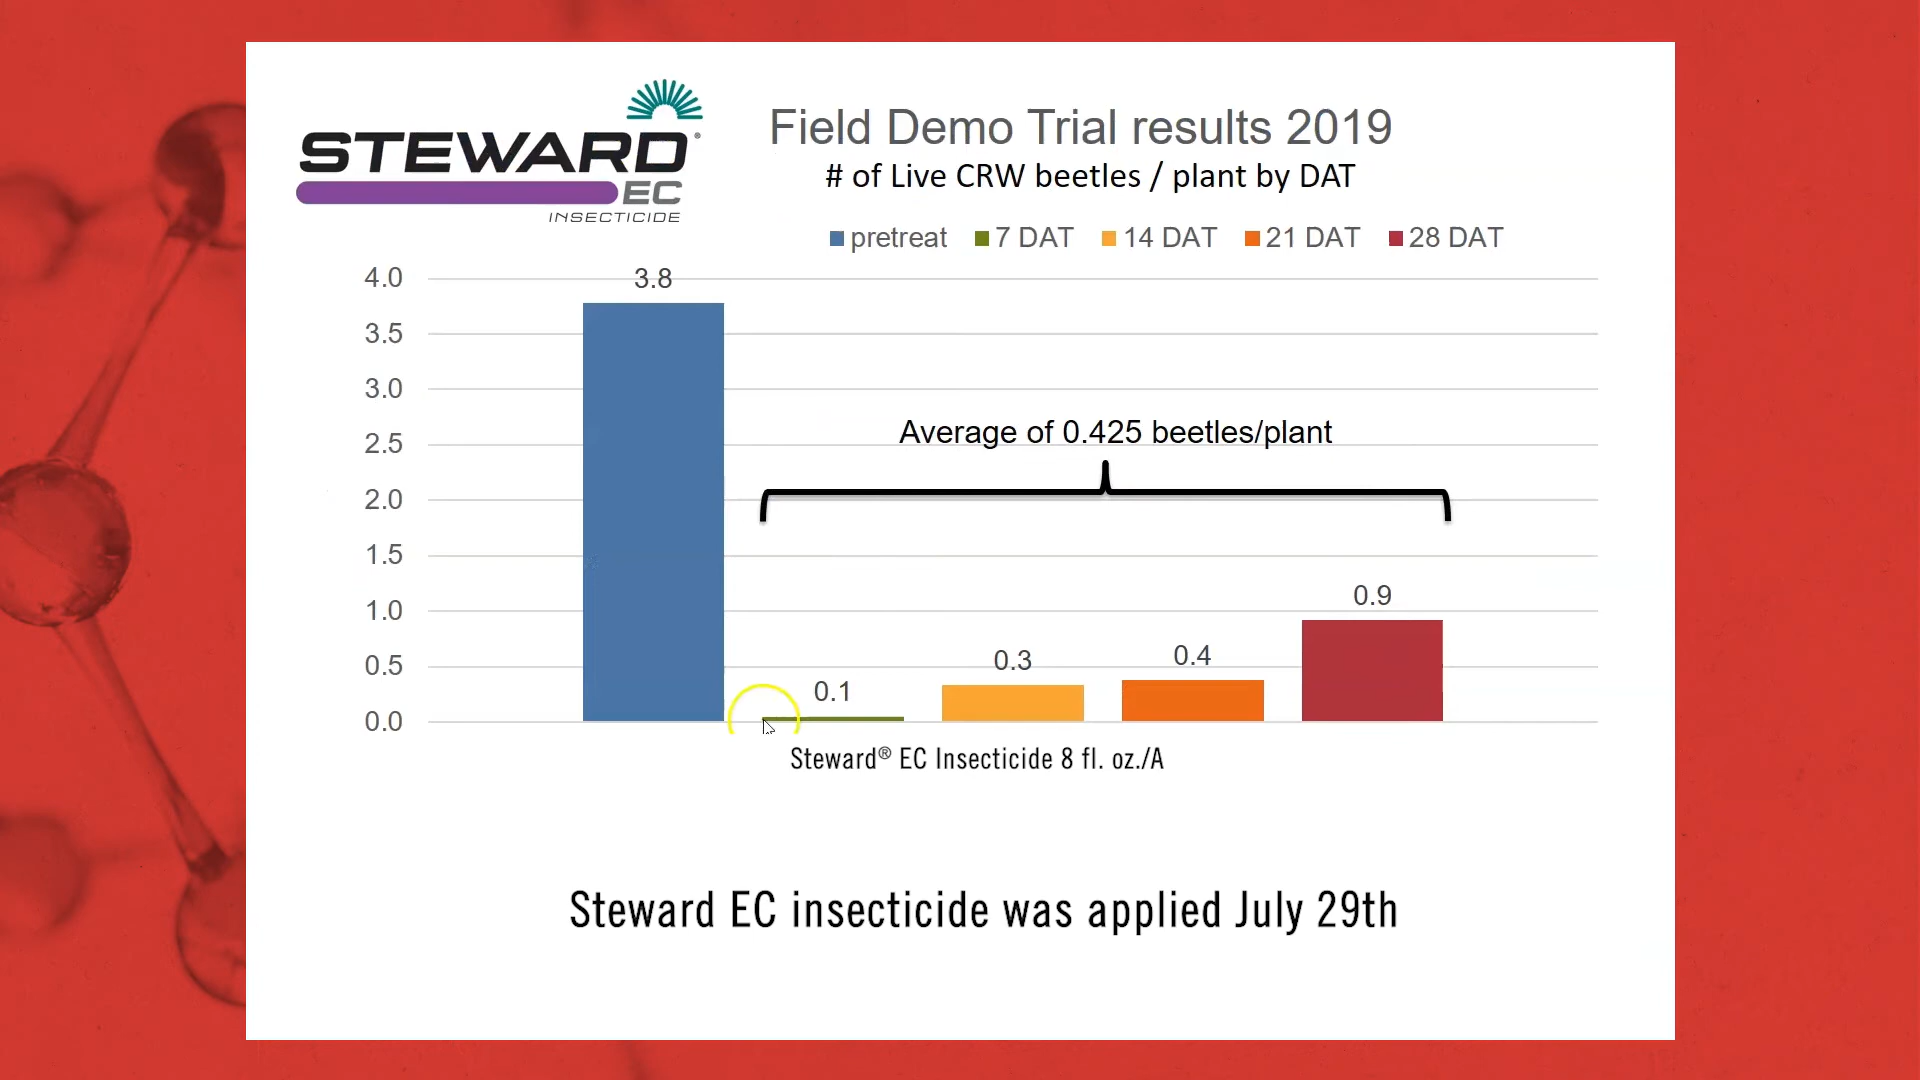 STEWARD®
EC
INSECTICIDE
Field Demo Trial results 2019
# of Live CRW beetles / plant by DAT
pretreat 7 DAT 14 DAT 21 DAT 28 DAT
4.0
3.5
3.0
2.5
2.0
1.5
1.0
0.5
0.0
3.8
Average of 0.425 beetles/plant
0.1
0.3
0.4
0.9
Steward® EC Insecticide 8 fl. oz./A
Steward EC insecticide was applied July 29th